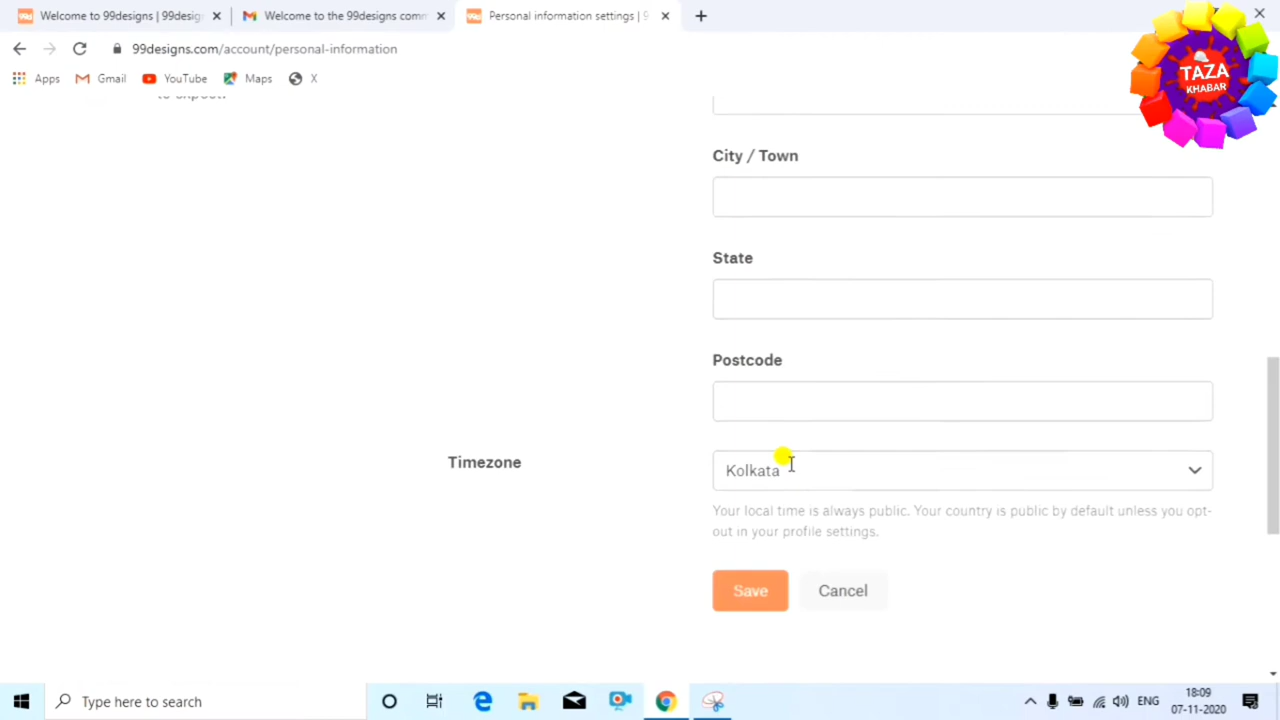 Welcome to 99designs | 99desig
Welcome to the 99designs comm
Personal information settings | 9
99designs.com/account/personal-information
Apps
Gmail
YouTube
Maps
X
TAZA
KHABAR
to expect.
City / Town
State
Postcode
Timezone
Kolkata
Your local time is always public. Your country is public by default unless you opt-
out in your profile settings.
Save
Cancel
Type here to search
ENG
18:09
07-11-2020